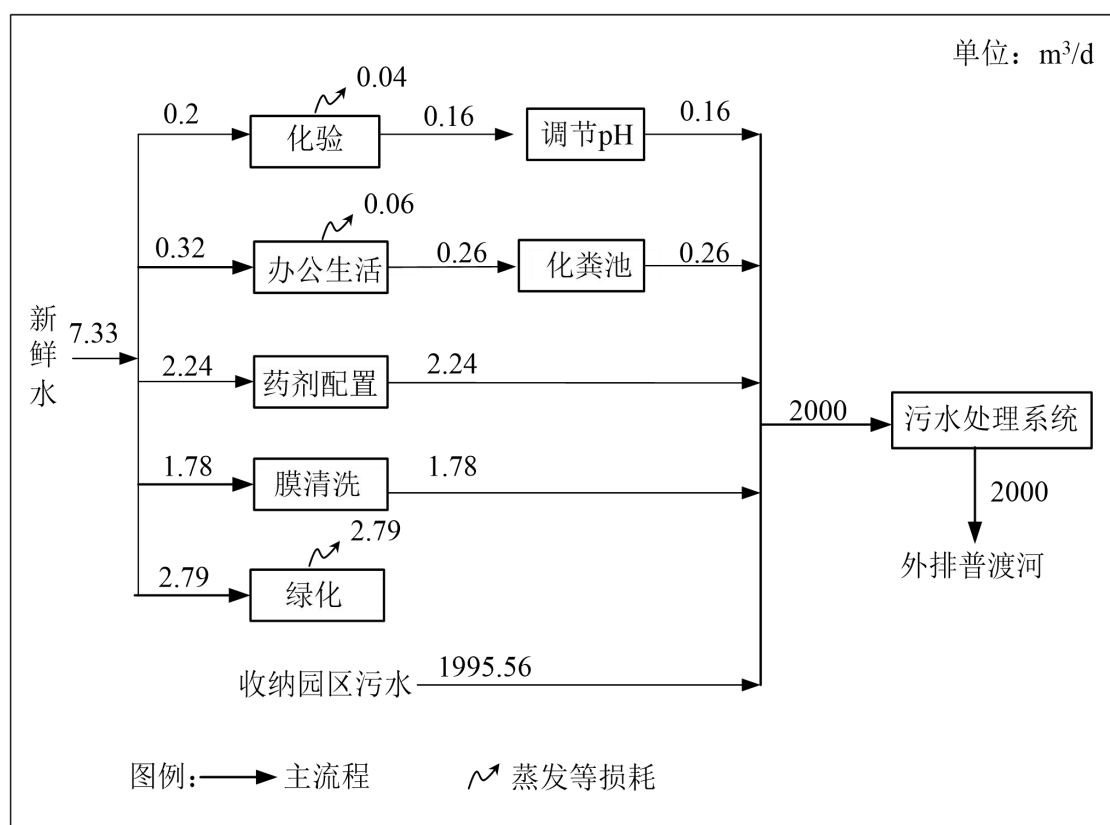 单位：m³/d
0.04
0.2
化验
0.16
调节pH
0.16
0.06
0.32
办公生活
0.26
化粪池
0.26
新鲜水
7.33
2.24
药剂配置
2.24
2000
污水处理系统
1.78
膜清洗
1.78
2000
2.79
2.79
绿化
外排普渡河
收纳园区污水
1995.56
图例：
主流程
蒸发等损耗